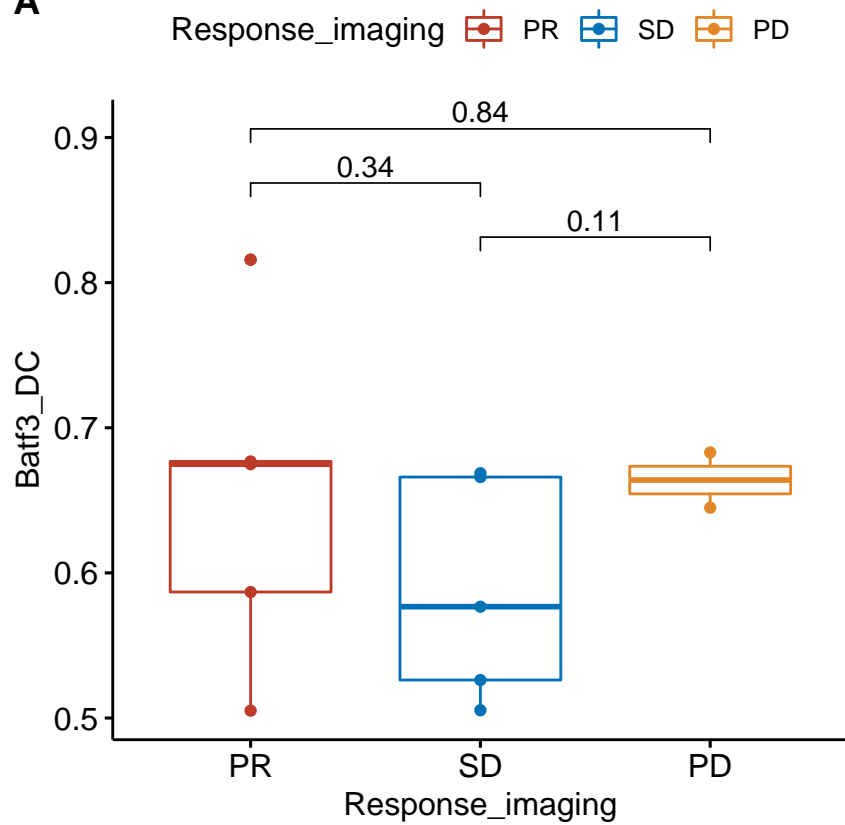 A
Response_imaging PR SD PD
0.9
0.8
0.7
0.6
0.5
Batf3_DC
0.84
0.34
0.11
PR SD PD
Response_imaging